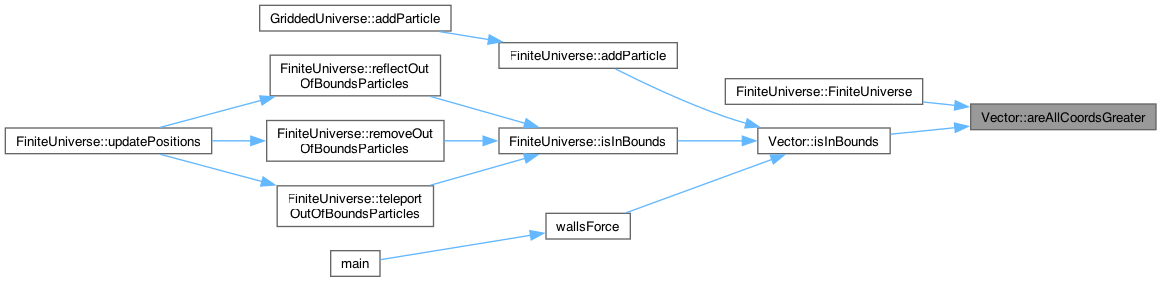 GriddedUniverse::addParticle
FiniteUniverse::addParticle
FiniteUniverse::reflectOut
OfBoundsParticles
FiniteUniverse::FiniteUniverse
Vector::areAllCoordsGreater
FiniteUniverse::updatePositions
FiniteUniverse::removeOut
OfBoundsParticles
FiniteUniverse::isInBounds
Vector::isInBounds
FiniteUniverse::teleport
OutOfBoundsParticles
wallsForce
main